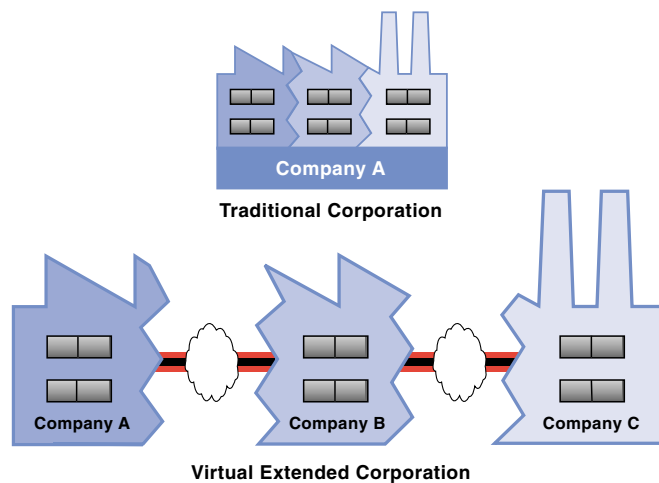 Company A
Traditional Corporation
Company A
Company B
Company C
Virtual Extended Corporation